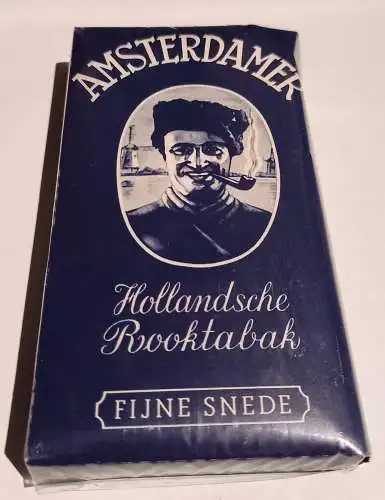 AMSTERDAMER
Hollandsche
Rooktabak
FIJNE SNEDE